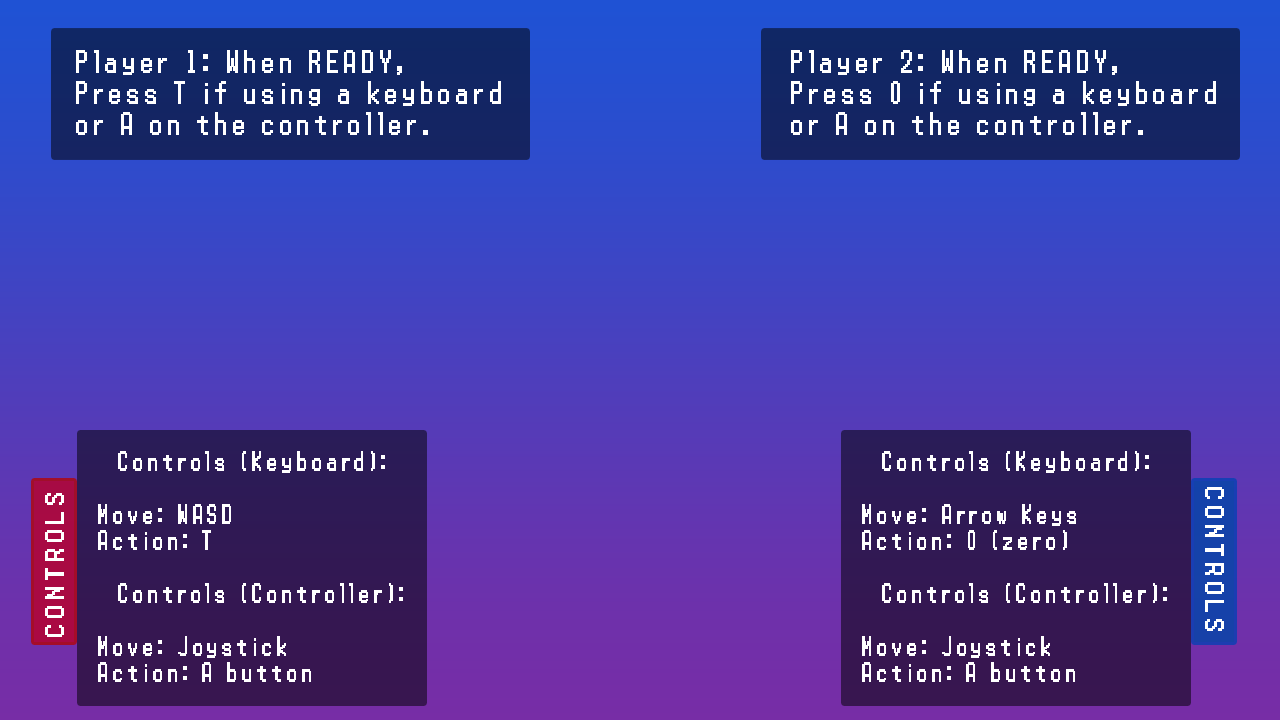 Player 1: When READY,
Press T if using a keyboard
or A on the controller.
Player 2: When READY,
Press 0 if using a keyboard
or A on the controller.
CONTROLS
Controls (Keyboard):
Move: WASD
Action: T
Controls (Controller):
Move: Joystick
Action: A button
Controls (Keyboard):
Move: Arrow Keys
Action: 0 (zero)
Controls (Controller):
Move: Joystick
Action: A button
CONTROLS